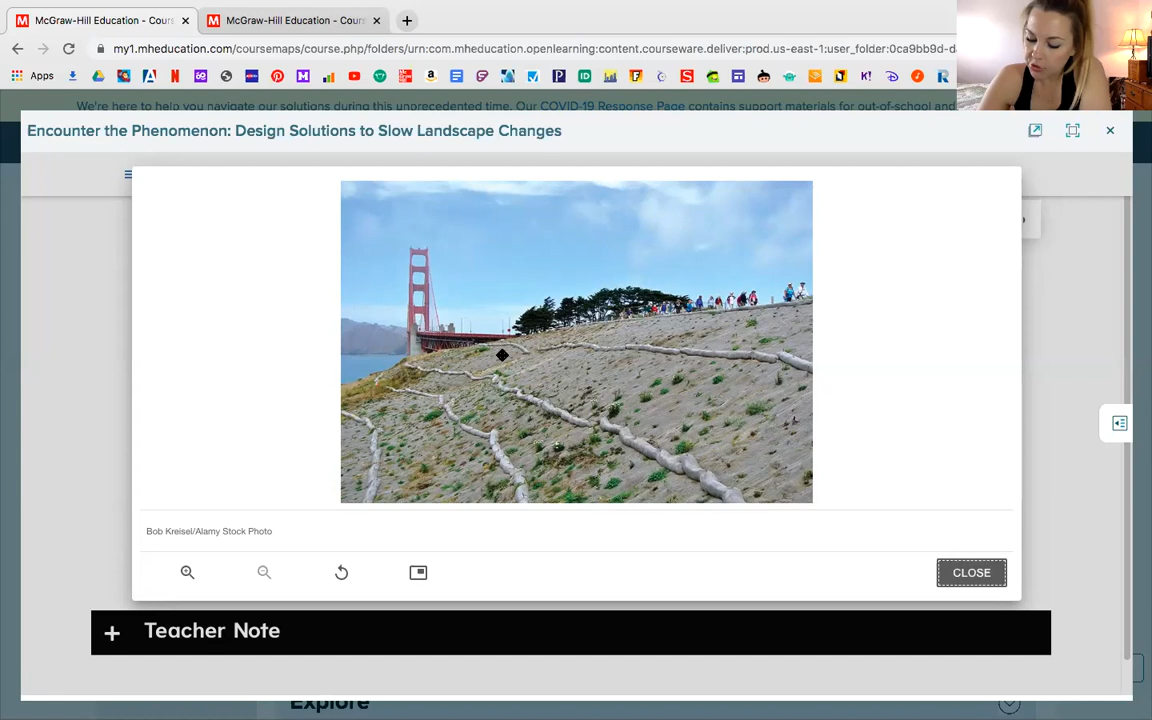 McGraw-Hill Education - Cours
McGraw-Hill Education - Cour
my1.mheducation.com/coursemaps/course.php/folders/urn:com.mheducation.openlearning:content.courseware.deliver:prod.us-east-1:user_folder:0ca9bb9d-d
Apps
We're here to help you navigate our solutions during this unprecedented time. Our COVID-19 Response Page contains support materials for out-of-school and
Encounter the Phenomenon: Design Solutions to Slow Landscape Changes
Bob Kreisel/Alamy Stock Photo
CLOSE
+ Teacher Note
Explore